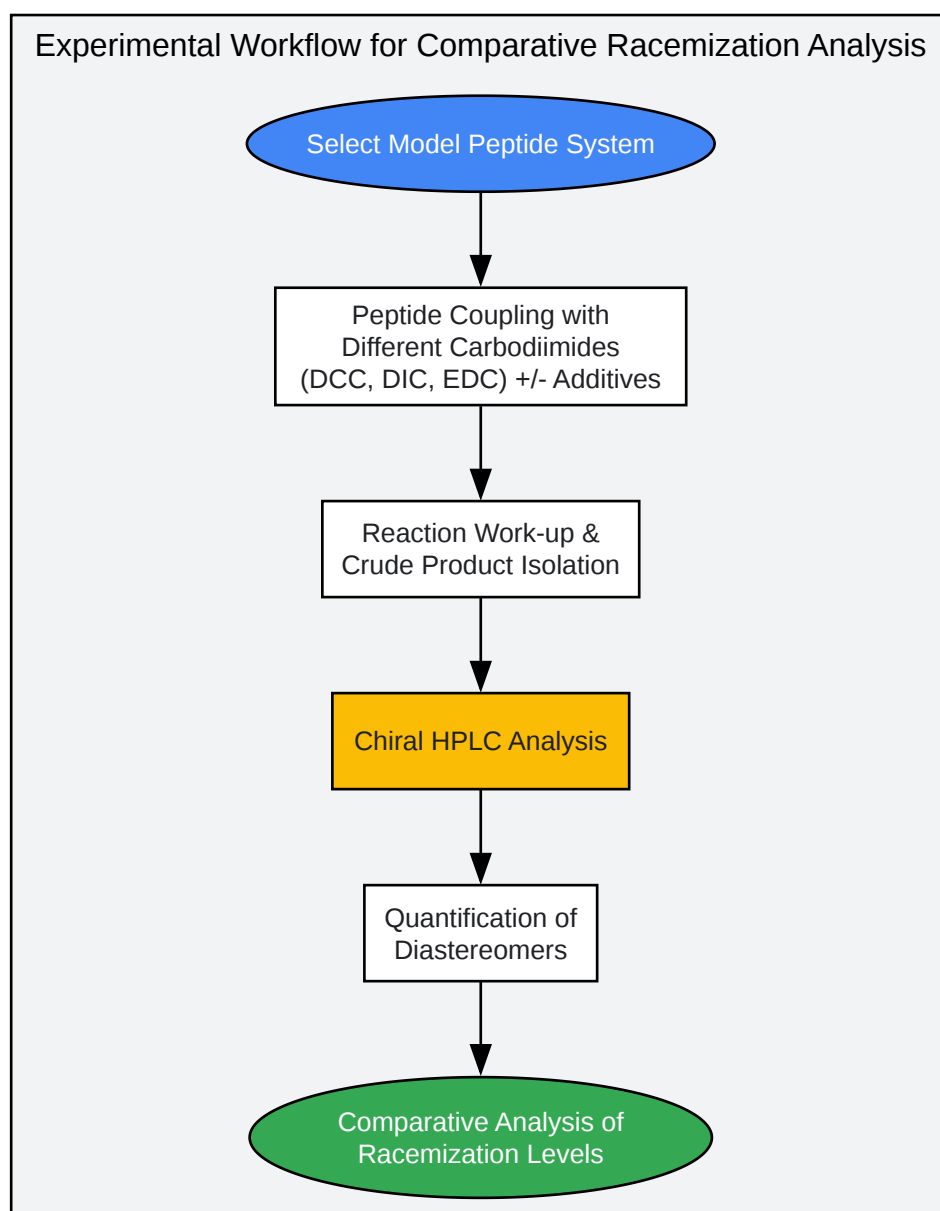 Experimental Workflow for Comparative Racemization Analysis
Select Model Peptide System
Peptide Coupling with
Different Carbodiimides
(DCC, DIC, EDC) +/- Additives
Reaction Work-up &
Crude Product Isolation
Chiral HPLC Analysis
Quantification of
Diastereomers
Comparative Analysis of
Racemization Levels